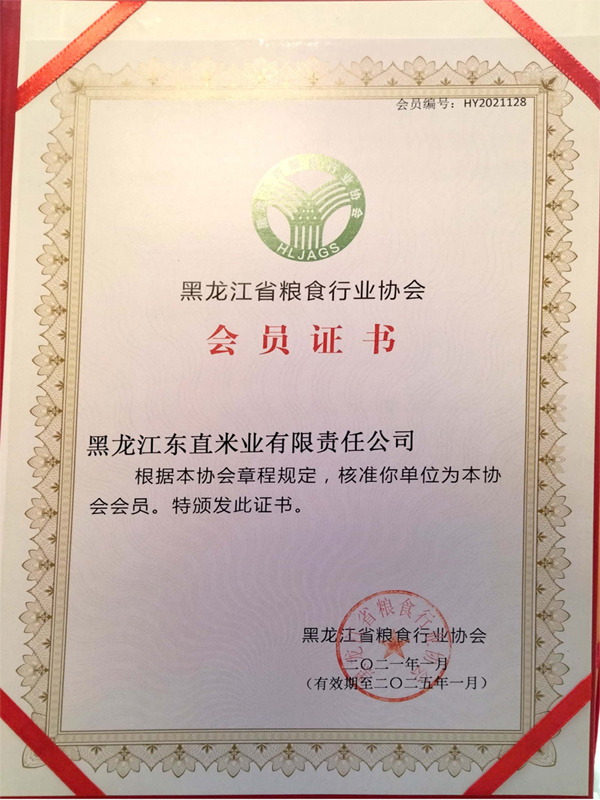 会员编号：HY2021128
HLJAGS
黑龙江省粮食行业协会
会员证书
黑龙江东直米业有限责任公司
根据本协会章程规定，核准你单位为本协
会会员。特颁发此证书。
黑龙江省粮食行业协会
二〇二一年一月
（有效期至二〇二五年一月）